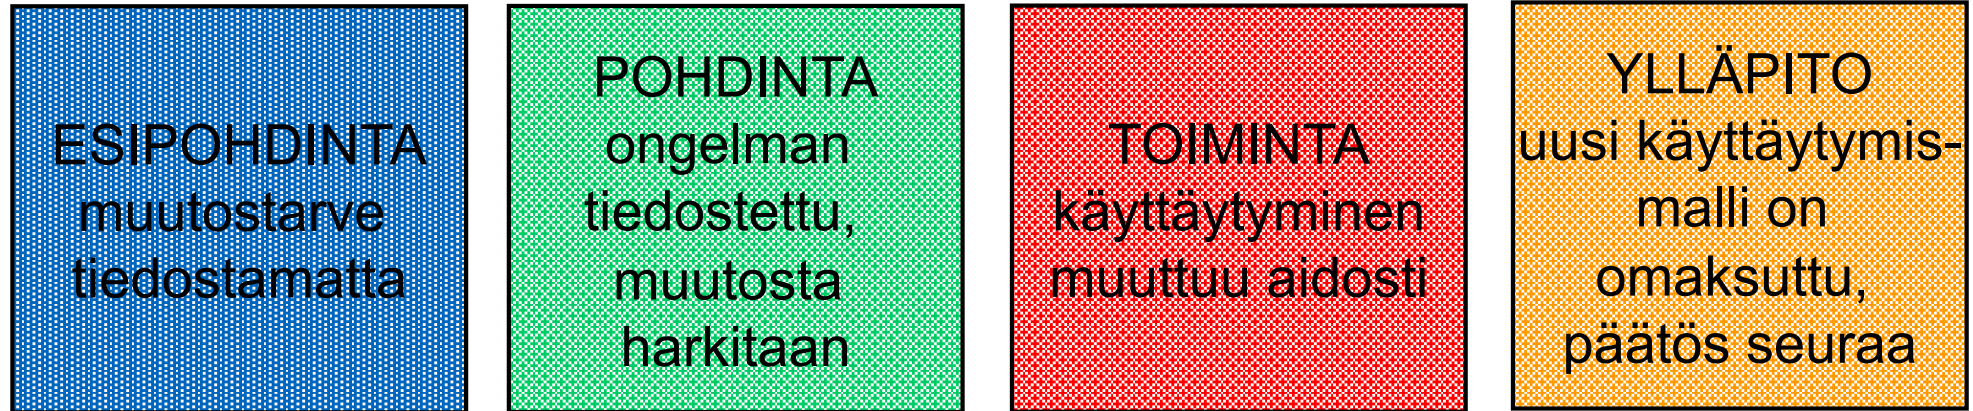 ESIPOHDINTA
muutostarve
tiedostamatta
POHDINTA
ongelman
tiedostettu,
muutosta
harkitaan
TOIMINTA
käyttäytyminen
muuttuu aidosti
YLLÄPITO
uusi käyttäytymis-
malli on
omaksuttu,
päätös seuraa